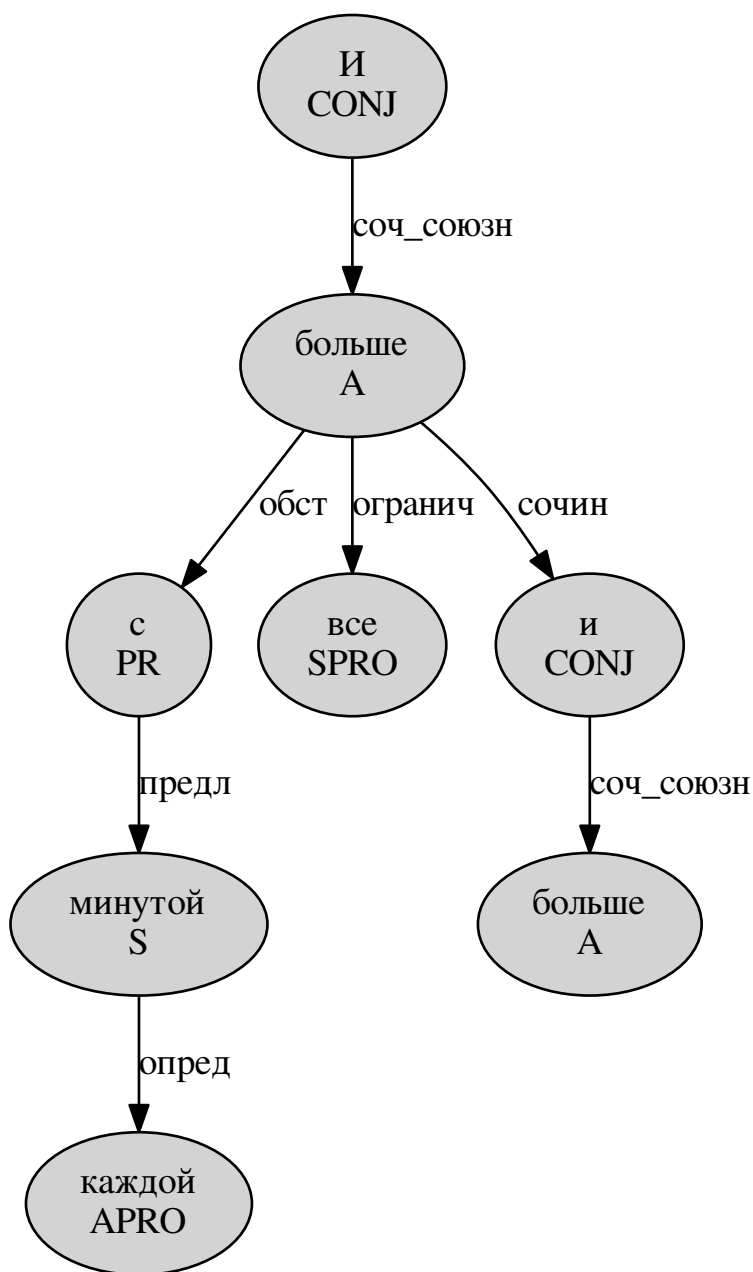 И
CONJ
соч_союзн
больше
A
обст
огранич
сочин
с
PR
все
SPRO
и
CONJ
предл
соч_союзн
минутой
S
больше
A
опред
каждой
APRO